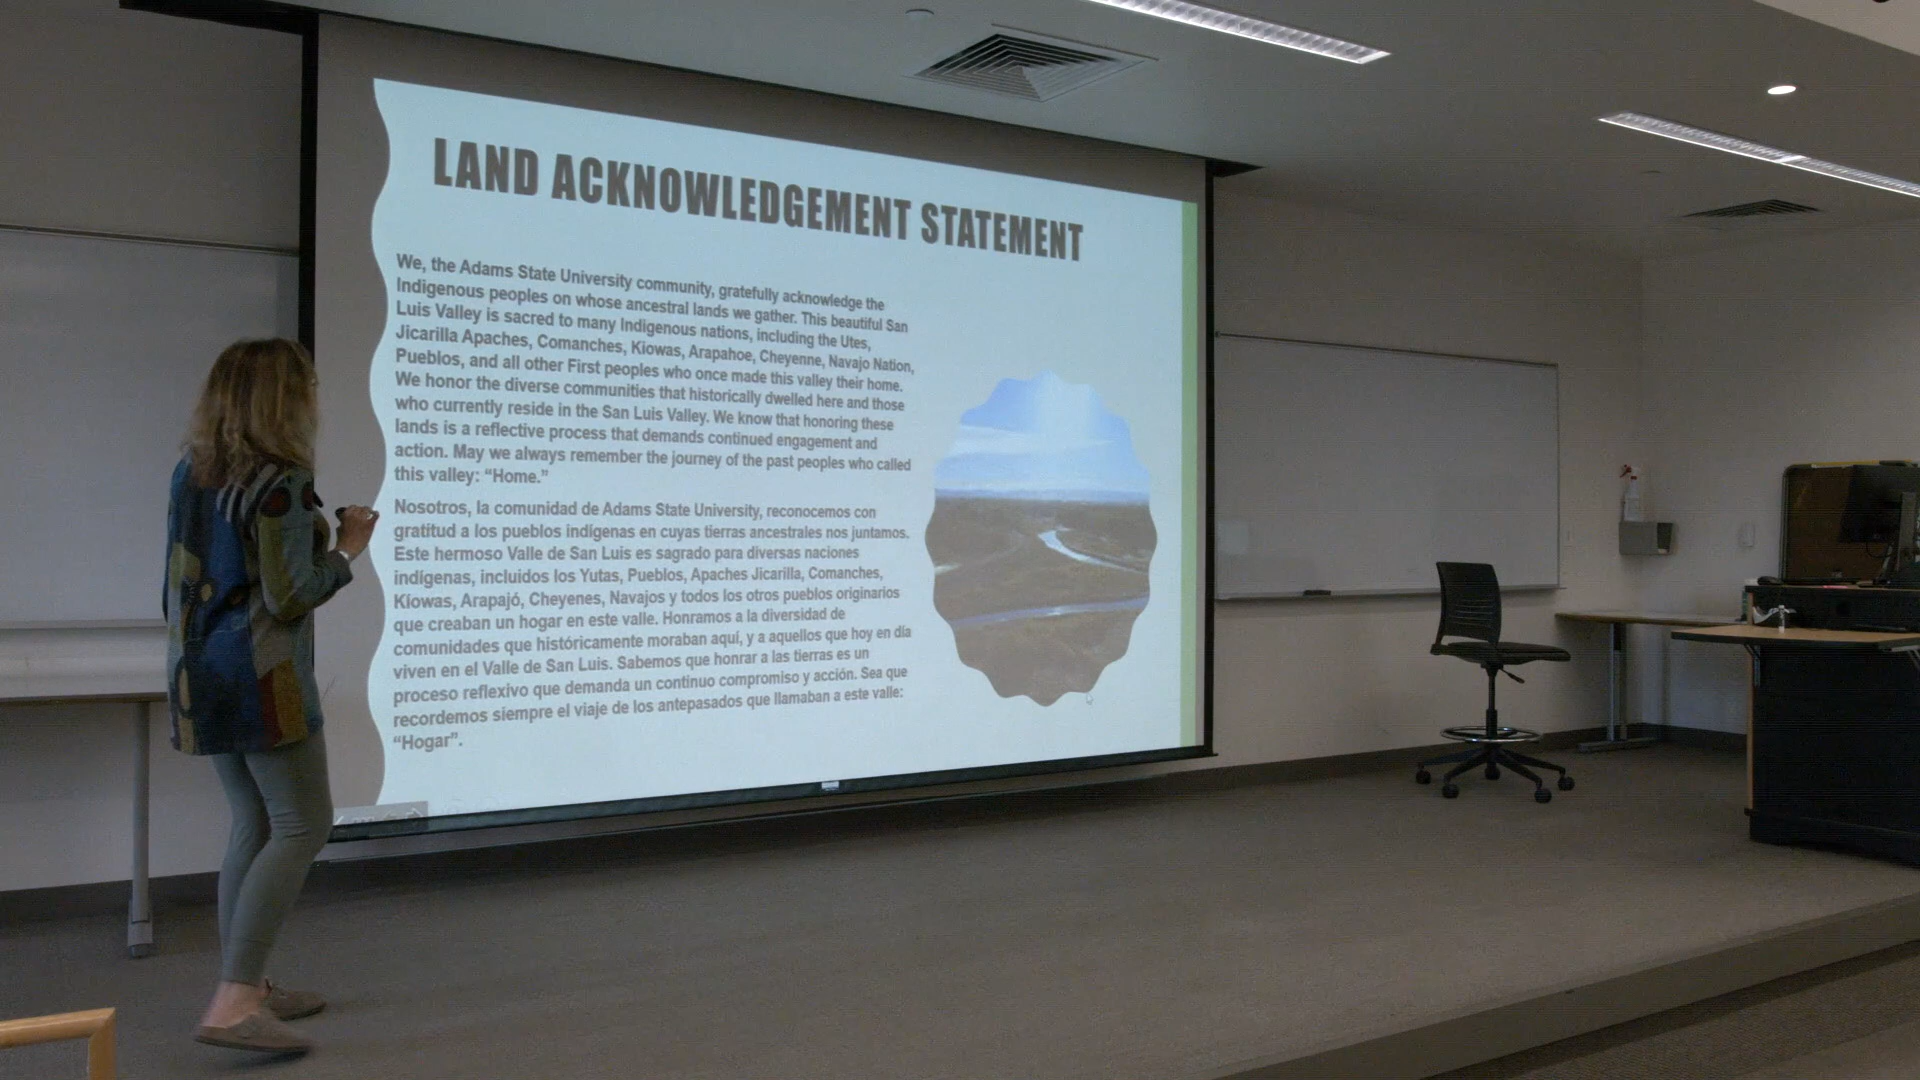 LAND ACKNOWLEDGEMENT STATEMENT
We, the Adams State University community, gratefully acknowledge the
Indigenous peoples on whose ancestral lands we gather. This beautiful San
Luis Valley is sacred to many Indigenous nations, including the Utes,
Jicarilla Apaches, Comanches, Kiowas, Arapahoe, Cheyenne, Navajo Nation,
Pueblos, and all other First peoples who once made this valley their home.
We honor the diverse communities that historically dwelled here and those
who currently reside in the San Luis Valley. We know that honoring these
lands is a reflective process that demands continued engagement and
action. May we always remember the journey of the past peoples who called
this valley: “Home.”
Nosotros, la comunidad de Adams State University, reconocemos con
gratitud a los pueblos indígenas en cuyas tierras ancestrales nos juntamos.
Este hermoso Valle de San Luis es sagrado para diversas naciones
indígenas, incluidos los Yutas, Pueblos, Apaches Jicarilla, Comanches,
Kiowas, Arapajó, Cheyenes, Navajos y todos los otros pueblos originarios
que creaban un hogar en este valle. Honramos a la diversidad de
comunidades que históricamente moraban aquí, y a aquellos que hoy en día
viven en el Valle de San Luis. Sabemos que honrar a las tierras es un
proceso reflexivo que demanda un continuo compromiso y acción. Sea que
recordemos siempre el viaje de los antepasados que llamaban a este valle:
“Hogar”.